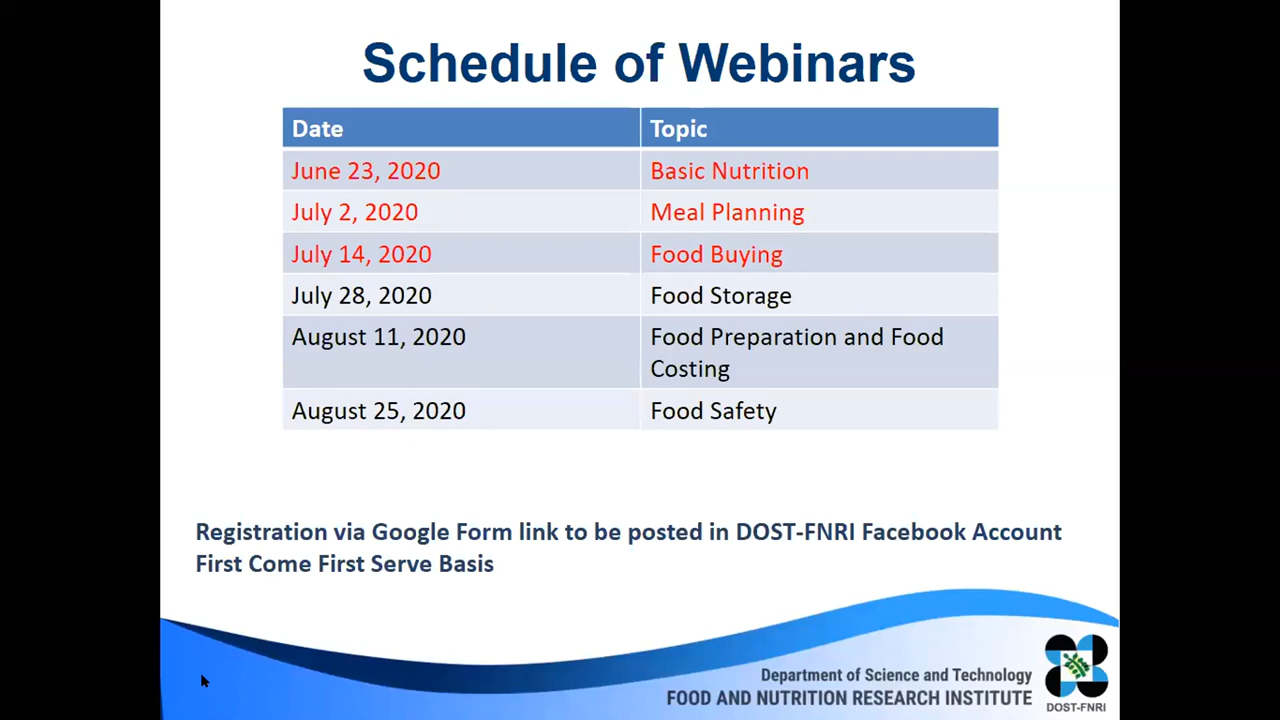 Schedule of Webinars
Date Topic
June 23, 2020 Basic Nutrition
July 2, 2020 Meal Planning
July 14, 2020 Food Buying
July 28, 2020 Food Storage
August 11, 2020 Food Preparation and Food
Costing
August 25, 2020 Food Safety
Registration via Google Form link to be posted in DOST-FNRI Facebook Account
First Come First Serve Basis
Department of Science and Technology
FOOD AND NUTRITION RESEARCH INSTITUTE
DOST-FNRI